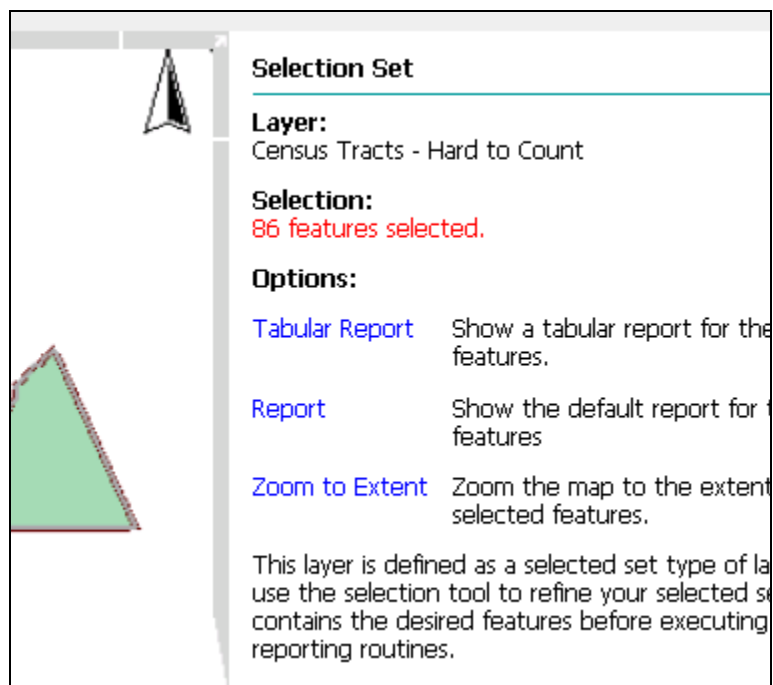 Selection Set
Layer:
Census Tracts - Hard to Count
Selection:
86 features selected.
Options:
Tabular Report Show a tabular report for the
features.
Report Show the default report for
features
Zoom to Extent Zoom the map to the extent
selected features.
This layer is defined as a selected set type of
use the selection tool to refine your selected
contains the desired features before executing
reporting routines.